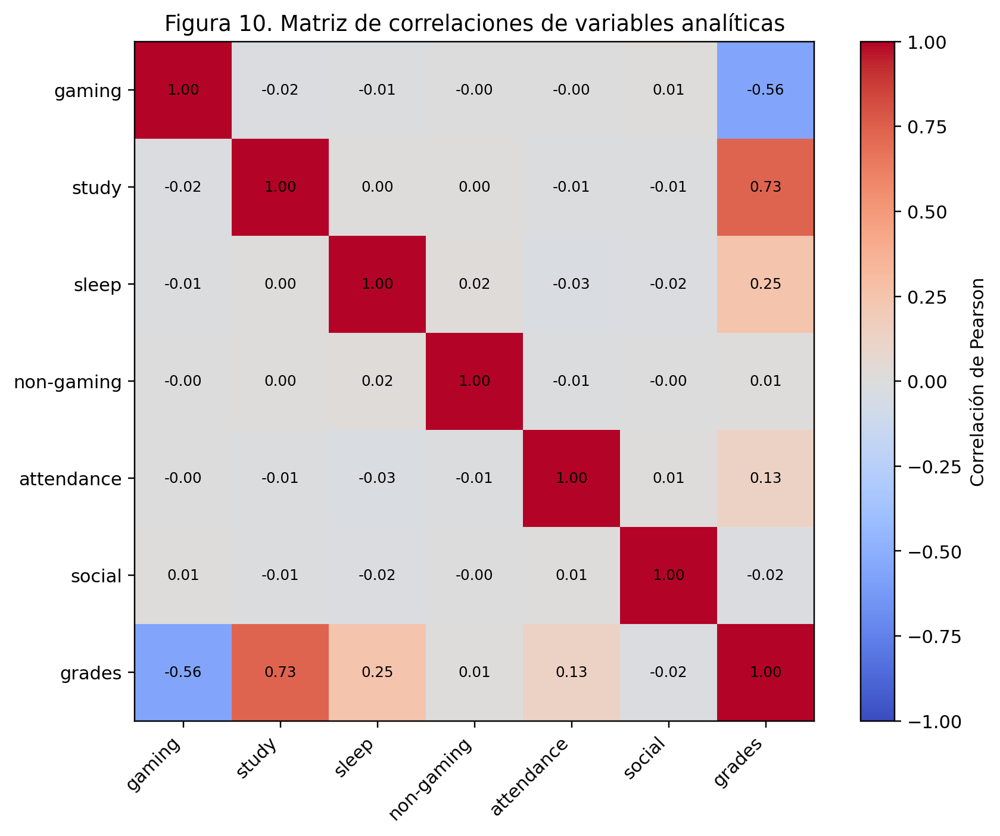 Figura 10. Matriz de correlaciones de variables analíticas
gaming 1.00 -0.02 -0.01 -0.00 -0.00 0.01 -0.56
study -0.02 1.00 0.00 0.00 -0.01 -0.01 0.73
sleep -0.01 0.00 1.00 0.02 -0.03 -0.02 0.25
non-gaming -0.00 0.00 0.02 1.00 -0.01 -0.00 0.01
attendance -0.00 -0.01 -0.03 -0.01 1.00 0.01 0.13
social 0.01 -0.01 -0.02 -0.00 0.01 1.00 -0.02
grades -0.56 0.73 0.25 0.01 0.13 -0.02 1.00
gaming study sleep non-gaming attendance social grades
1.00
0.75
0.50
0.25
0.00
−0.25
−0.50
−0.75
−1.00
Correlación de Pearson